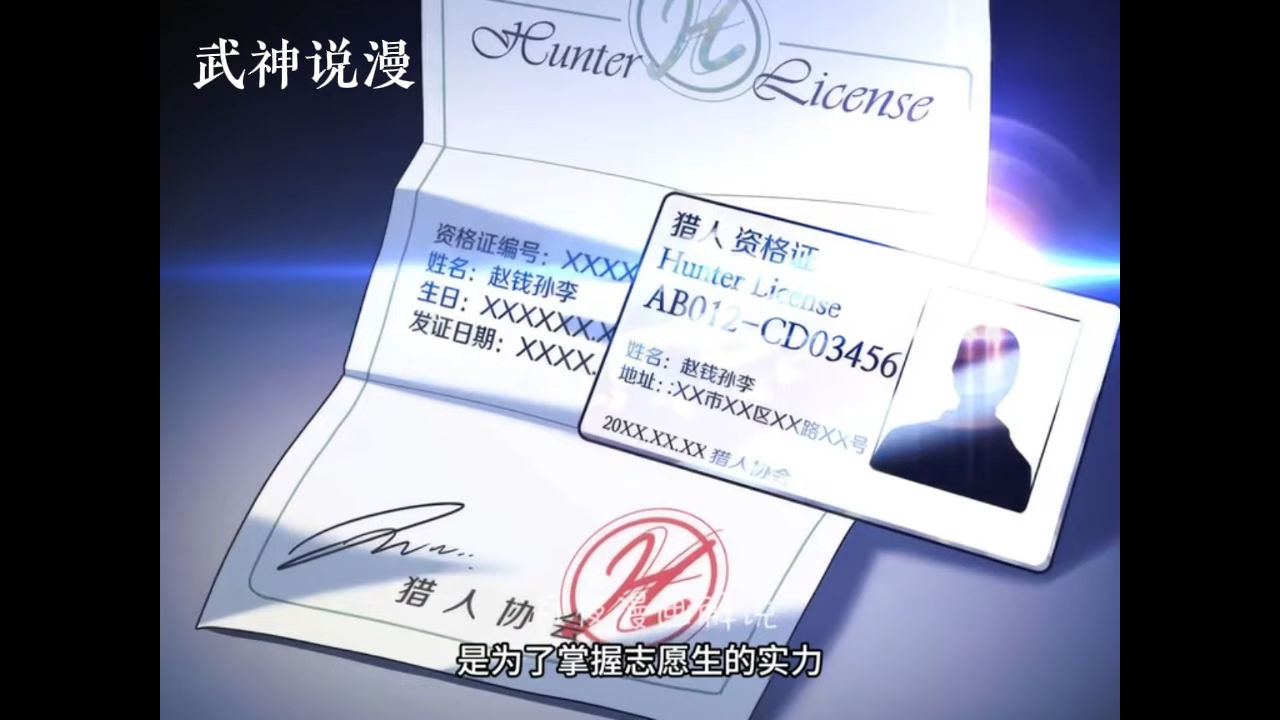 武神说漫
Hunter License
资格证编号：XXXX
姓名：赵钱孙李
生日：XXXXXX.X
发证日期：XXXX.
猎人 资格证
Hunter License
AB012-CD03456
姓名：赵钱孙李
地址：:XX市XX区XX路XX号
20XX.XX.XX 猎人协会
猎人协会
漫画解说
是为了掌握志愿生的实力